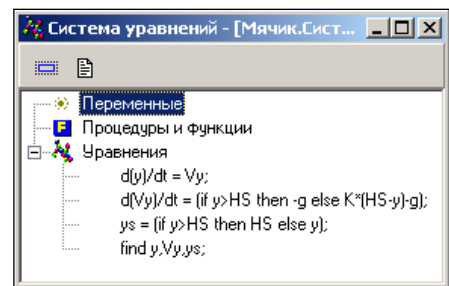 Система уравнений - [Мячик.Сист...
Переменные
Процедуры и функции
Уравнения
d(y)/dt = Vy;
d(Vy)/dt = (if y>HS then -g else K*(HS-y)-g);
ys = (if y>HS then HS else y);
find y,Vy,ys;